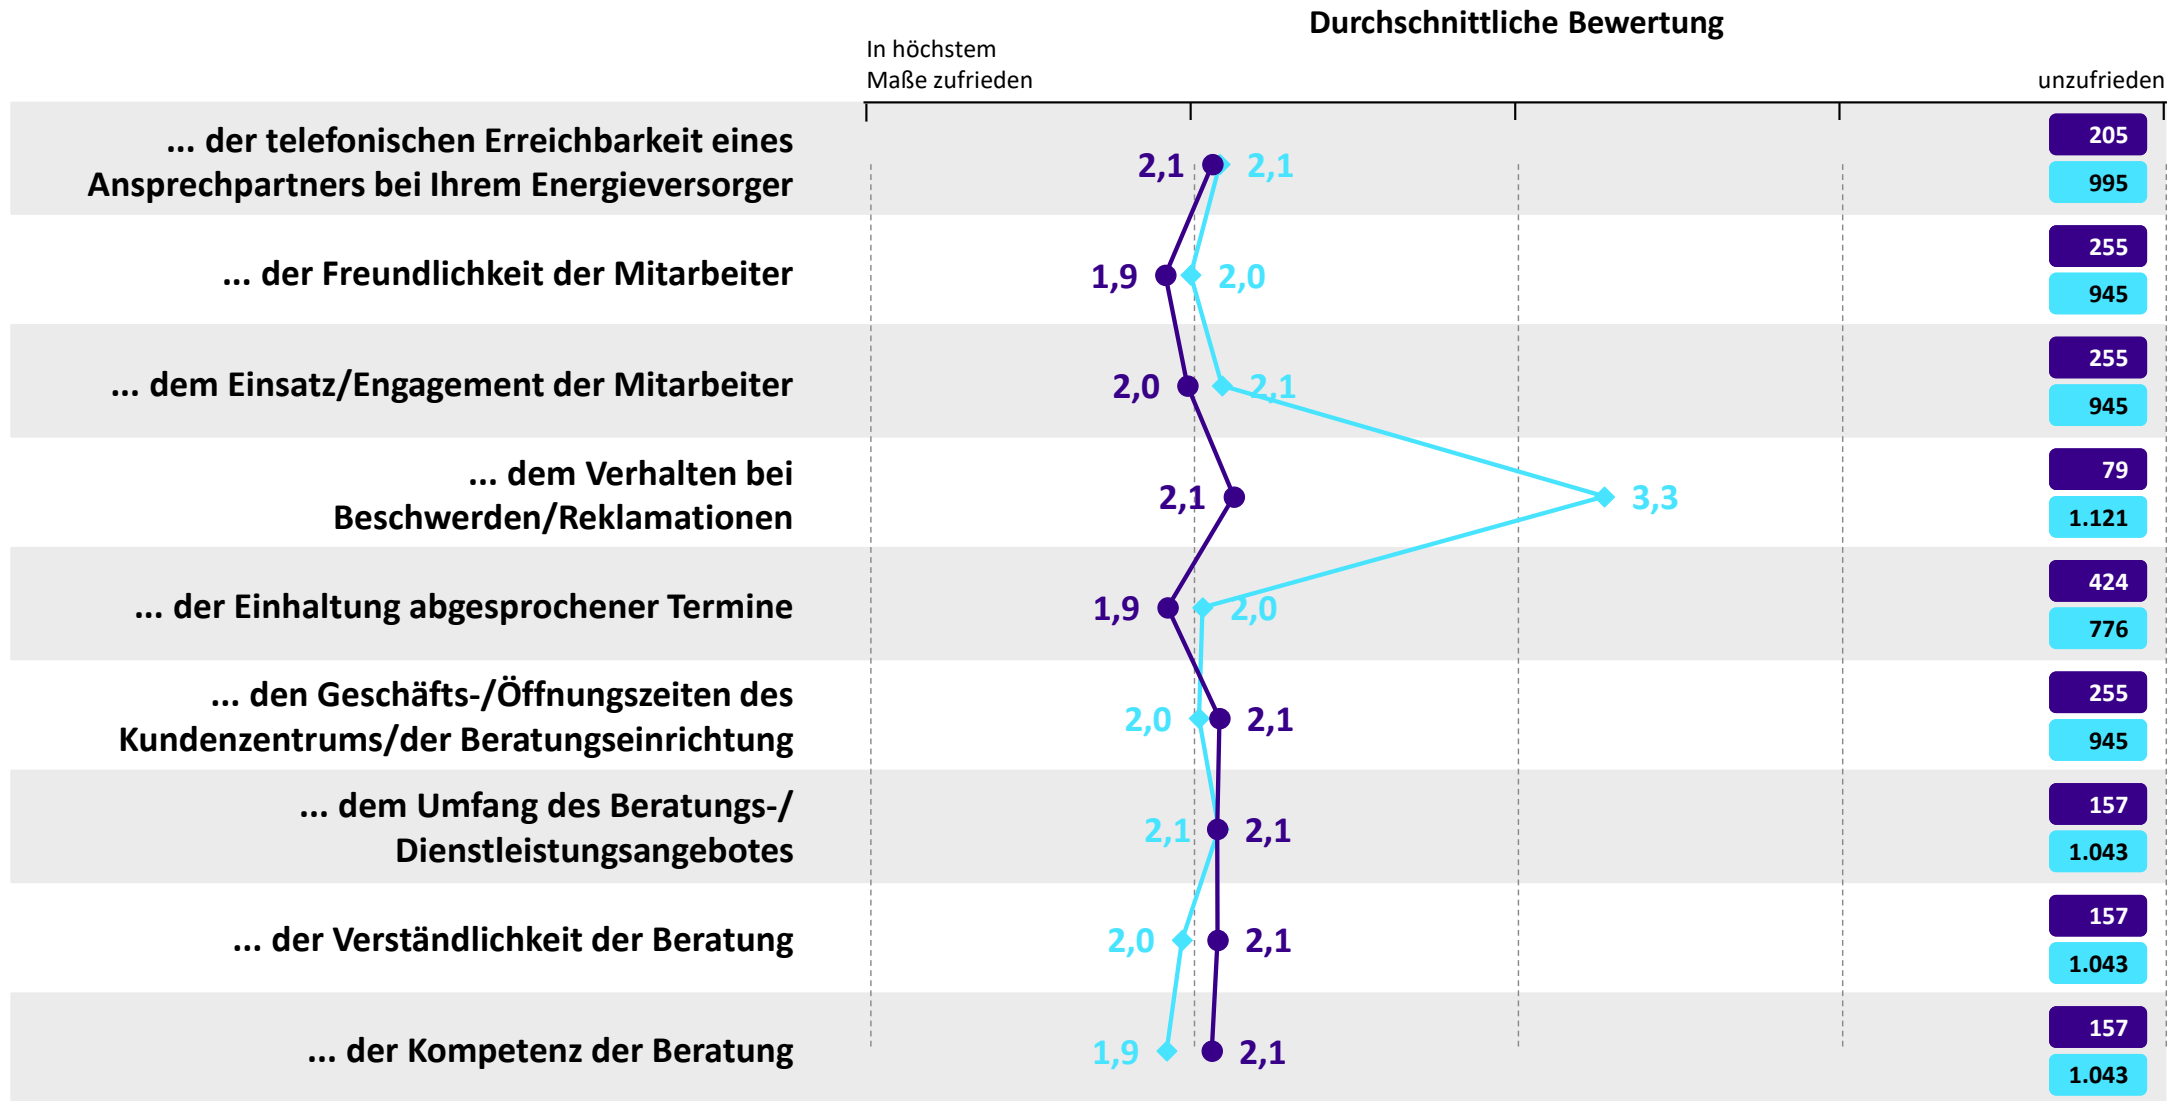 Durchschnittliche Bewertung
In höchstem
Maße zufrieden
unzufrieden
... der telefonischen Erreichbarkeit eines
Ansprechpartners bei Ihrem Energieversorger
2,1
2,1
205
995
... der Freundlichkeit der Mitarbeiter
1,9
2,0
255
945
... dem Einsatz/Engagement der Mitarbeiter
2,0
2,1
255
945
... dem Verhalten bei
Beschwerden/Reklamationen
2,1
3,3
79
1.121
... der Einhaltung abgesprochener Termine
1,9
2,0
424
776
... den Geschäfts-/Öffnungszeiten des
Kundenzentrums/der Beratungseinrichtung
2,0
2,1
255
945
... dem Umfang des Beratungs-/
Dienstleistungsangebotes
2,1
2,1
157
1.043
... der Verständlichkeit der Beratung
2,0
2,1
157
1.043
... der Kompetenz der Beratung
1,9
2,1
157
1.043